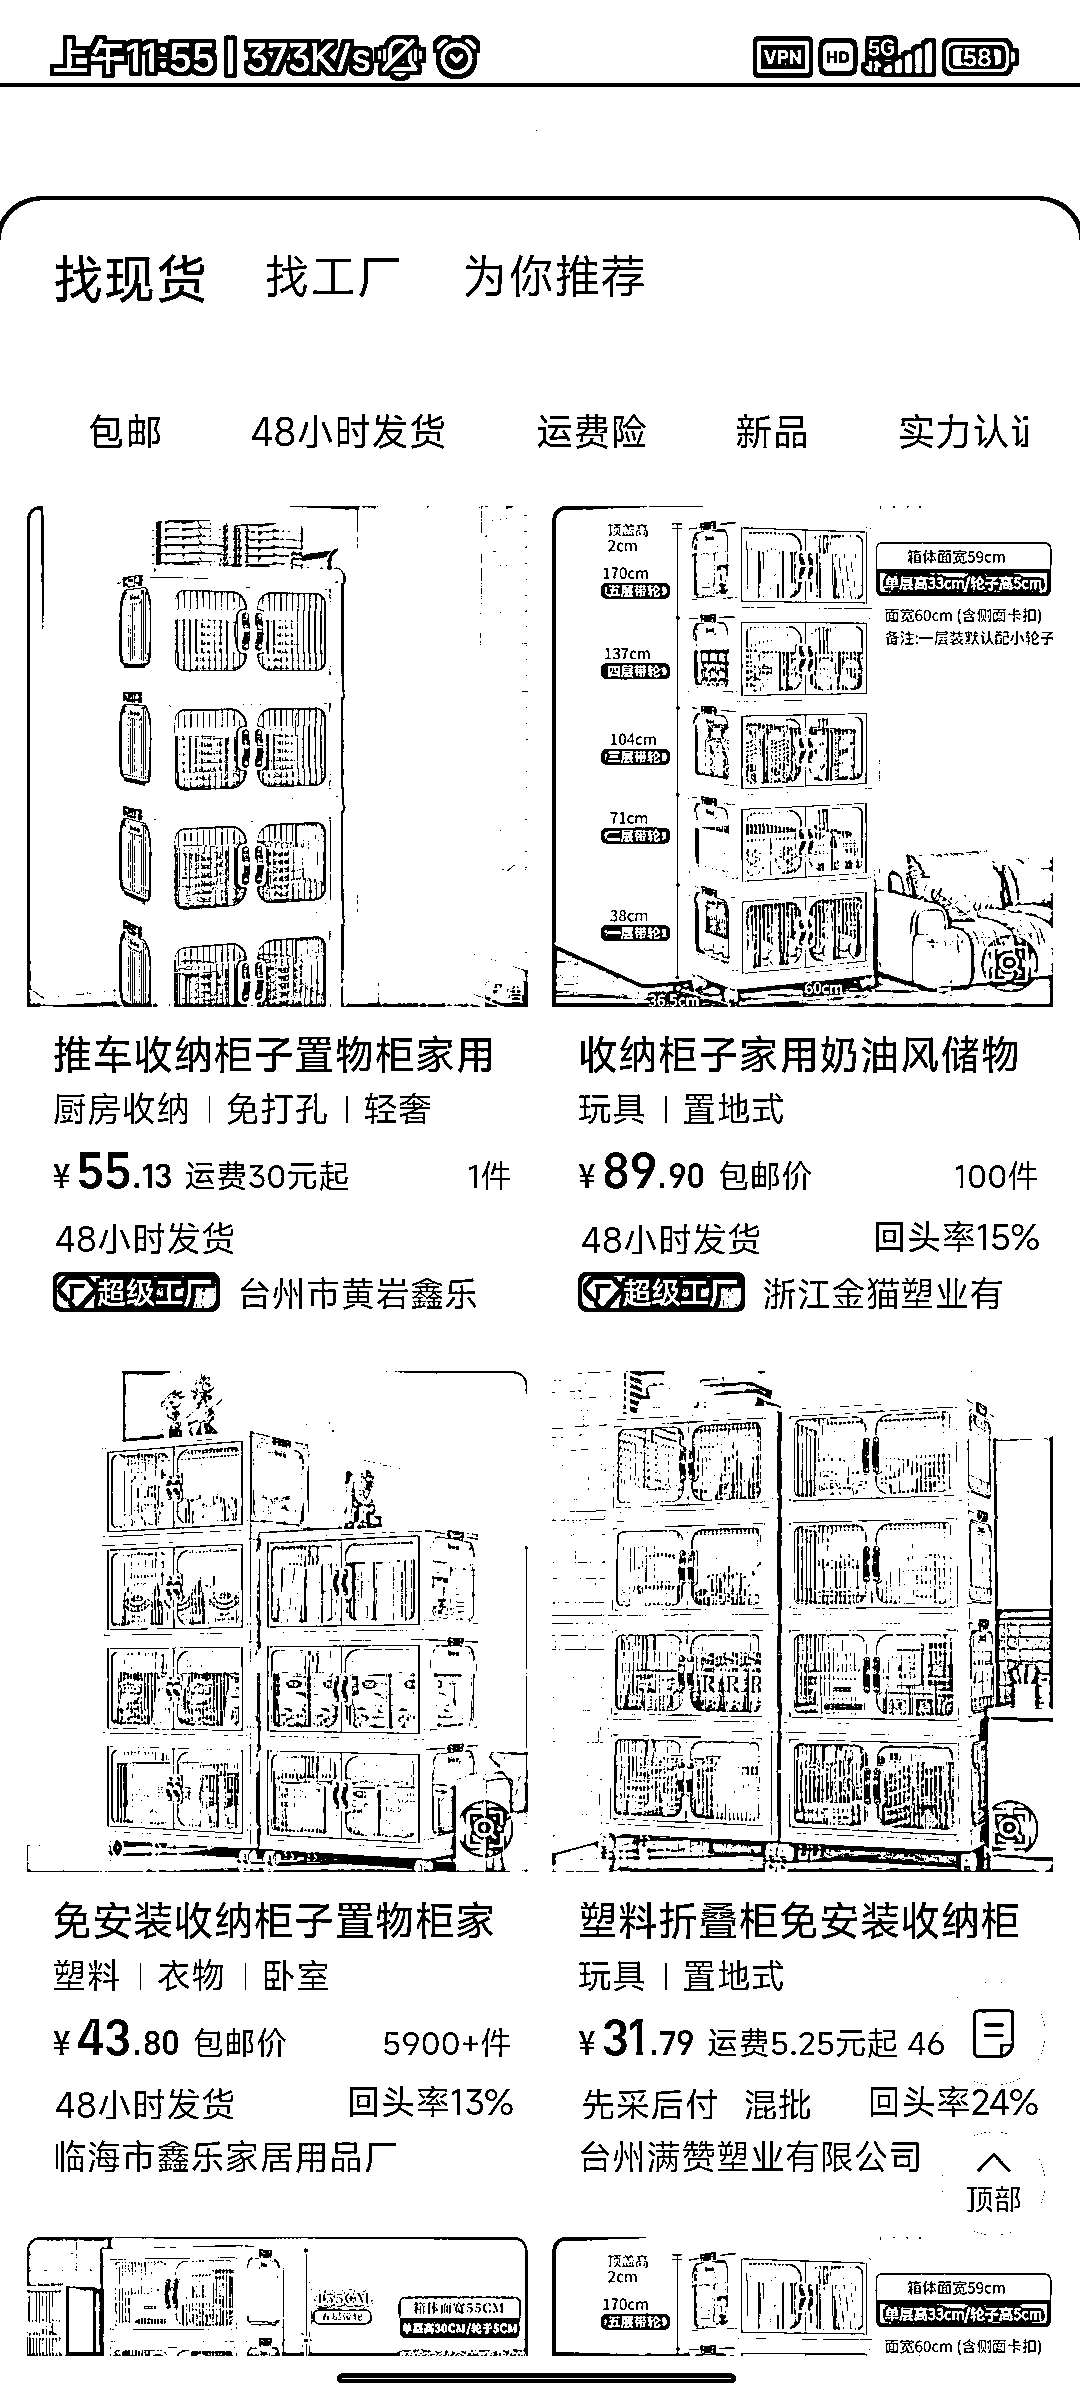 上午11:55 | 373K/s
VPN HD 5G 58
找现货 找工厂 为你推荐
包邮 48小时发货 运费险 新品 实力认
顶盖高
2cm
170cm
五层带轮
137cm
四层带轮
104cm
三层带轮
71cm
二层带轮
38cm
一层带轮
箱体面宽59cm
单层高33cm/轮子高5cm
面宽60cm (含侧面卡扣)
备注:一层装默认配小轮子
36.5cm
60cm
推车收纳柜子置物柜家用
厨房收纳 | 免打孔 | 轻奢
¥55.13 运费30元起 1件
48小时发货
超级工厂 台州市黄岩鑫乐
收纳柜子家用奶油风储物
玩具 | 置地式
¥89.90 包邮价 100件
48小时发货 回头率15%
超级工厂 浙江金猫塑业有
免安装收纳柜子置物柜家
塑料 | 衣物 | 卧室
¥43.80 包邮价 5900+件
48小时发货 回头率13%
临海市鑫乐家居用品厂
塑料折叠柜免安装收纳柜
玩具 | 置地式
¥31.79 运费5.25元起 46
先采后付 混批 回头率24%
台州满赞塑业有限公司
顶部
155CM
五层带轮
箱体面宽55CM
单层高30CM/轮子5CM
顶盖高
2cm
170cm
五层带轮
箱体面宽59cm
单层高33cm/轮子高5cm
面宽60cm (含侧面卡扣)